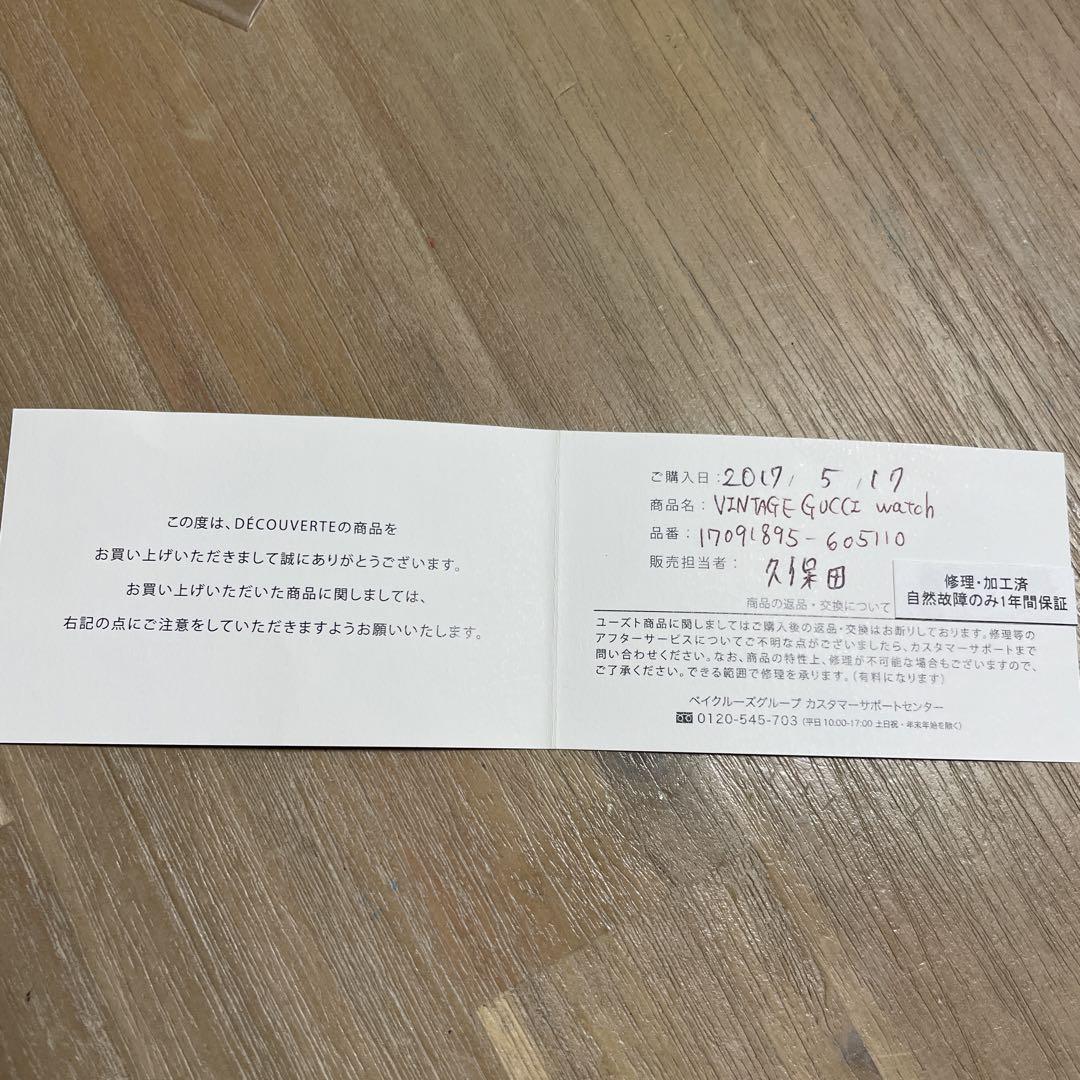 この度は、DÉCOUVERTEの商品を
お買い上げいただきまして誠にありがとうございます。
お買い上げいただいた商品に関しましては、
右記の点にご注意をしていただきますようお願いいたします。
ご購入日：2017/ 5 /17
商品名：VINTAGE GUCCI watch
品番：17091895-605110
販売担当者： 久保田
修理・加工済
自然故障のみ1年間保証
商品の返品・交換について
ユーズト商品に関しましてはご購入後の返品・交換はお断りしております。修理等の
アフターサービスについてご不明な点がございましたら、カスタマーサポートまで
問い合わせください。なお、商品の特性上、修理が不可能な場合もございますので、
ご了承ください。できる範囲で修理を承ります。（有料になります）
ベイクルーズグループ カスタマーサポートセンター
0120-545-703（平日10:00-17:00 土日祝・年末年始を除く）